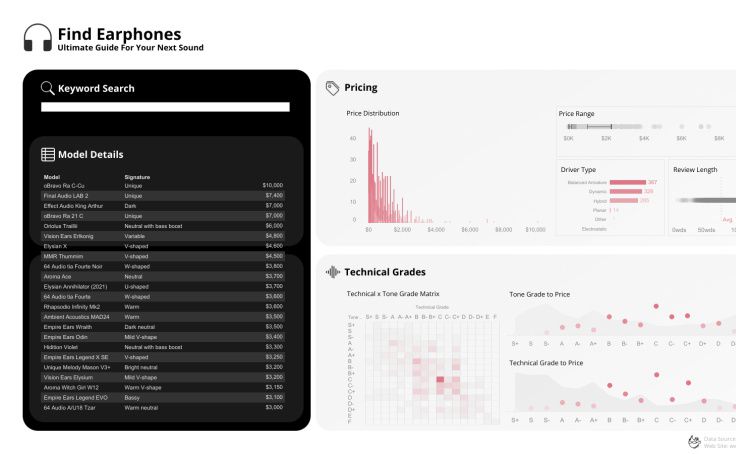 Find Earphones
Ultimate Guide For Your Next Sound
Keyword Search
Model Details
Model Signature
oBravo Ra C-Cu Unique $10,000
Final Audio LAB 2 Unique $7,400
Effect Audio King Arthur Dark $7,000
oBravo Ra 21 C Unique $7,000
Oriolus Trailii Neutral with bass boost $6,000
Vision Ears Erlkonig Variable $4,800
Elysian X V-shaped $4,600
MMR Thummim V-shaped $4,500
64 Audio tia Fourte Noir W-shaped $3,800
Aroma Ace Neutral $3,700
Elysian Annihilator (2021) U-shaped $3,700
64 Audio tia Fourte W-shaped $3,600
Rhapsodio Infinity Mk2 Warm $3,600
Ambient Acoustics MAD24 Warm $3,500
Empire Ears Wraith Dark neutral $3,500
Empire Ears Odin Mild V-shape $3,400
Hidition Violet Neutral with bass boost $3,300
Empire Ears Legend X SE V-shaped $3,250
Unique Melody Mason V3+ Bright neutral $3,200
Vision Ears Elysium Mild V-shape $3,200
Aroma Witch Girl W12 Warm V-shape $3,150
Empire Ears Legend EVO Bassy $3,100
64 Audio A/U18 Tzar Warm neutral $3,000
Pricing
Price Distribution
40
30
20
10
0
$0 $2,000 $4,000 $6,000 $8,000 $10,000
Price Range
$0K $2K $4K $6K $8K
Driver Type
Balanced Armature 367
Dynamic 328
Hybrid
Planar 14
Other
Electrostatic
Review Length
Avg.
0wds 50wds 10
Technical Grades
Technical x Tone Grade Matrix
Technical Grade
Tone .. S+ S S- A A- A+ B B- B+ C C- C+ D D- D+ E F
S+
S
S-
A
A-
A+
B
B-
B+
C
C-
C+
D
D-
D+
E
F
Tone Grade to Price
S+ S S- A A- A+ B B- B+ C C- C+ D D
Technical Grade to Price
S+ S S- A A- A+ B B- B+ C C- C+ D D-
Data Source
Web Site: we